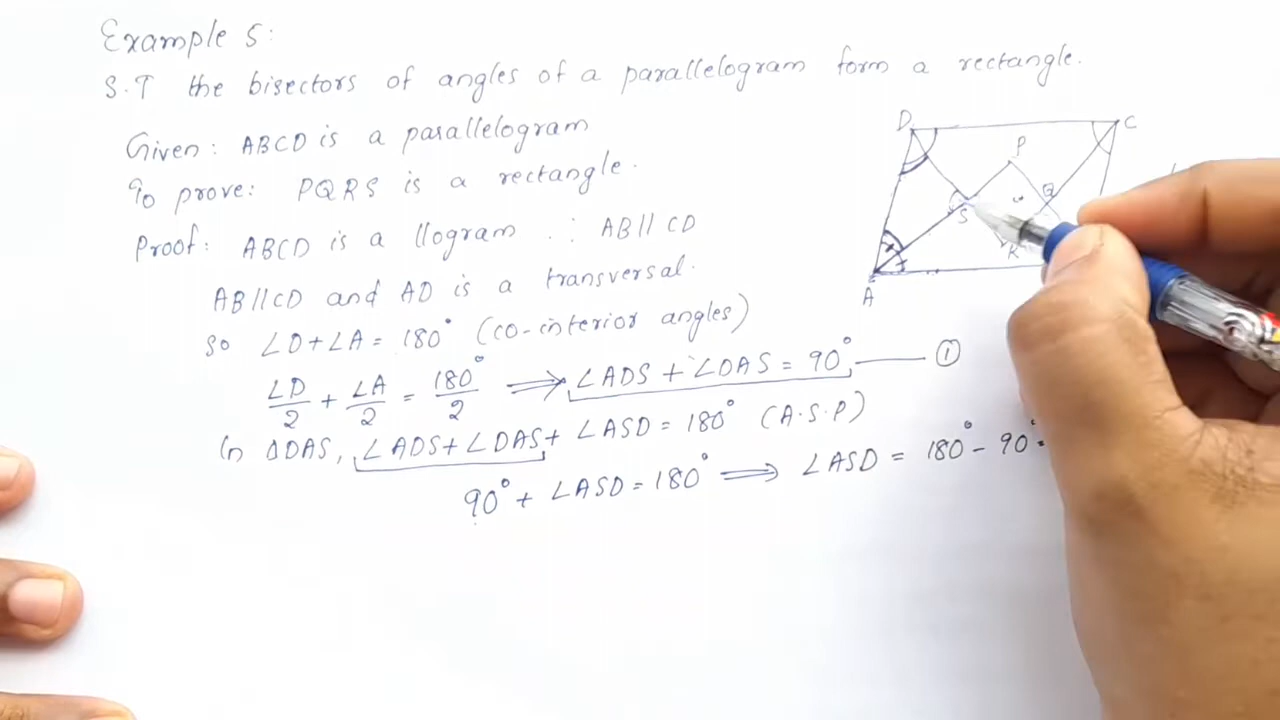 Example 5:
S.T the bisectors of angles of a parallelogram form a rectangle.
Given: ABCD is a parallelogram
To prove: PQRS is a rectangle.
Proof: ABCD is a llogram ∴ AB // CD
AB//CD and AD is a transversal.
so ∠D+∠A = 180° (co-interior angles)
∠D/2 + ∠A/2 = 180°/2 ⟹ ∠ADS + ∠DAS = 90° —— ①
In ΔDAS, ∠ADS+∠DAS+ ∠ASD = 180° (A.S.P)
90° + ∠ASD = 180° ⟹ ∠ASD = 180° - 90° =
D
C
P
Q
S
R
A